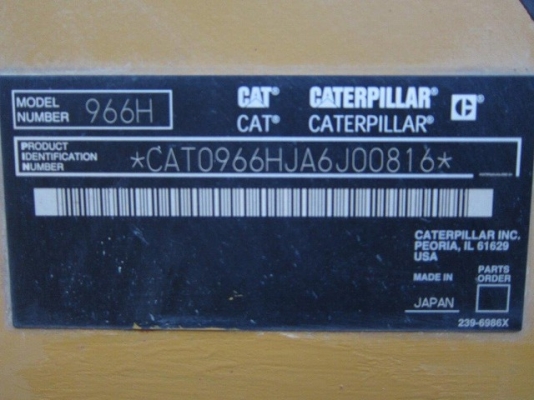 MODEL NUMBER 966H
CAT® CATERPILLAR® C®
CAT® CATERPILLAR®
PRODUCT
IDENTIFICATION
NUMBER
*CAT0966HJA6J00816*
CATERPILLAR INC.
PEORIA, IL 61629
USA
MADE IN
JAPAN
PARTS
ORDER
239-6986X